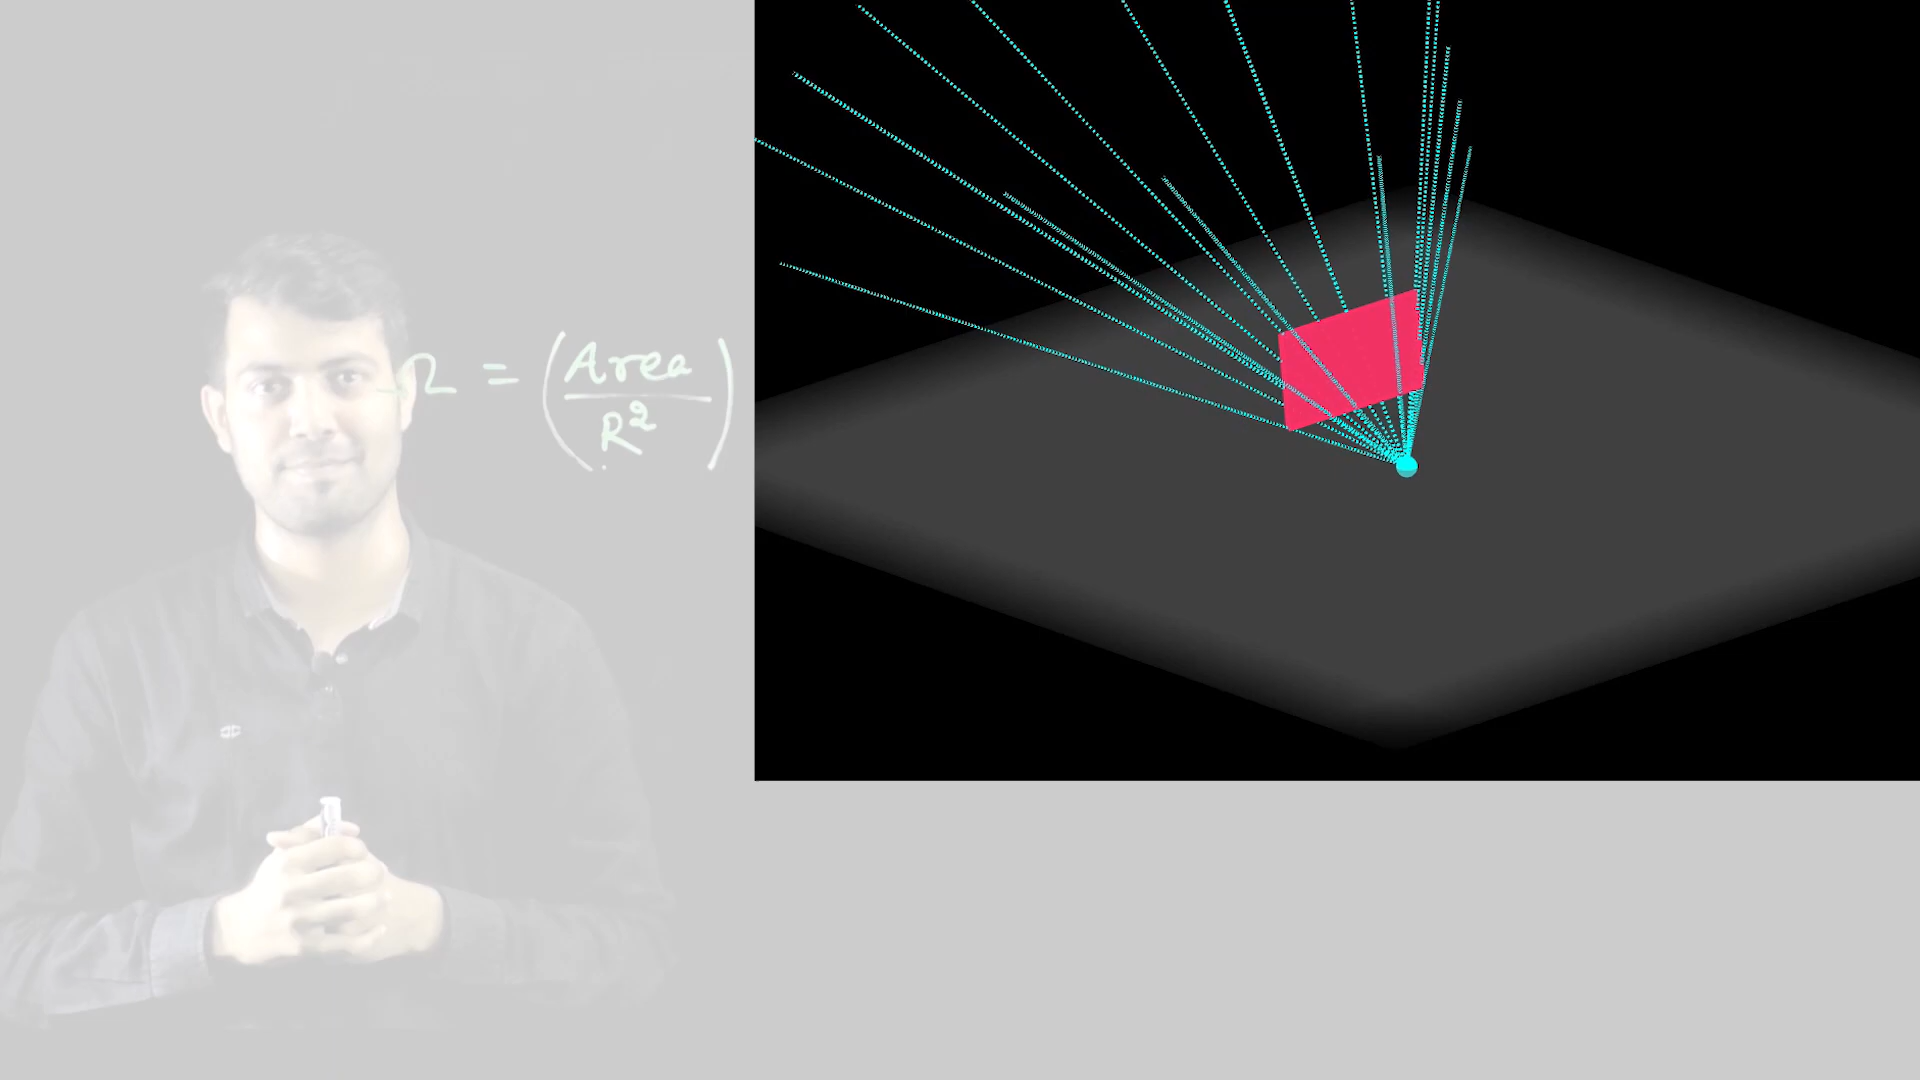 Ω = (Area / R²)